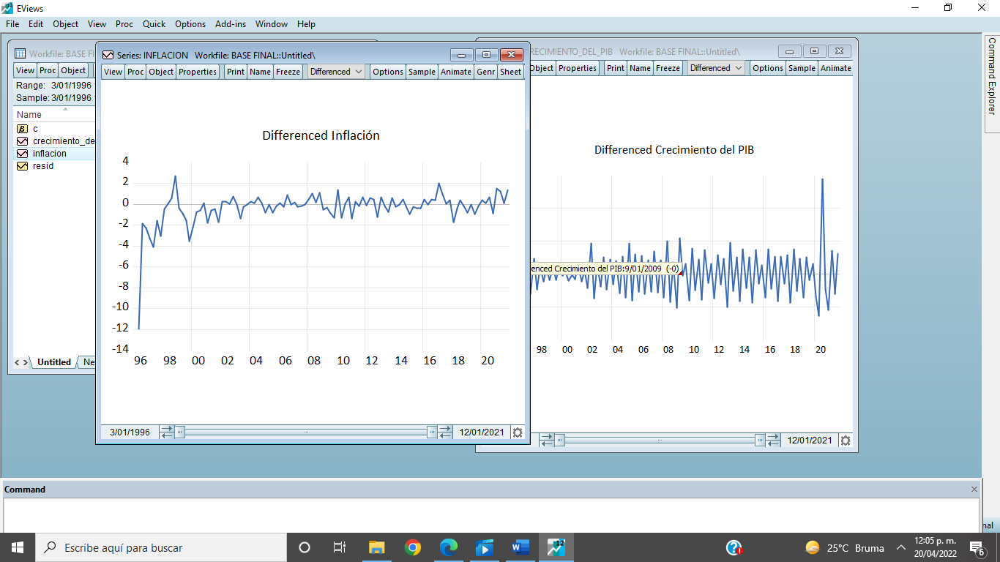 EViews
File Edit Object View Proc Quick Options Add-ins Window Help
Workfile: BASE FI
View Proc Object
Range: 3/01/1996
Sample: 3/01/1996
Name
c
crecimiento_de
inflacion
resid
Untitled Ne
Series: INFLACION Workfile: BASE FINAL::Untitled\
View Proc Object Properties Print Name Freeze Differenced Options Sample Animate Genr Sheet
Differenced Inflación
4
2
0
-2
-4
-6
-8
-10
-12
-14
96 98 00 02 04 06 08 10 12 14 16 18 20
3/01/1996 12/01/2021
RECIMIENTO_DEL_PIB Workfile: BASE FINAL::Untitled\
Object Properties Print Name Freeze Differenced Options Sample Animate
Differenced Crecimiento del PIB
enced Crecimiento del PIB:9/01/2009 (-0)
98 00 02 04 06 08 10 12 14 16 18 20
12/01/2021
Command Explorer
Command
nal
Escribe aquí para buscar
12
25°C Bruma
12:05 p. m.
20/04/2022
6